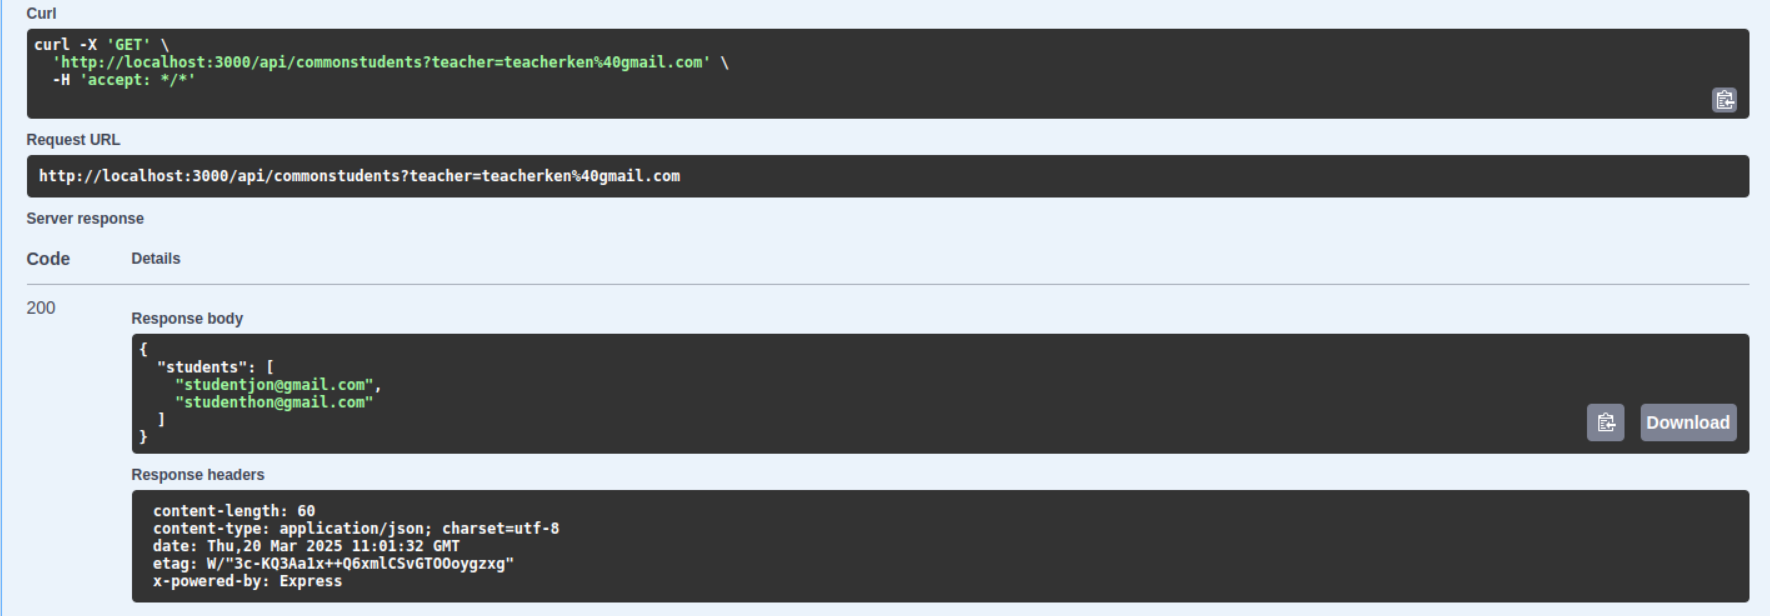 Curl
curl -X 'GET' \
  'http://localhost:3000/api/commonstudents?teacher=teacherken%40gmail.com' \
  -H 'accept: */*'
Request URL
http://localhost:3000/api/commonstudents?teacher=teacherken%40gmail.com
Server response
Code Details
200
Response body
{
  "students": [
    "studentjon@gmail.com",
    "studenthon@gmail.com"
  ]
}
Download
Response headers
content-length: 60
content-type: application/json; charset=utf-8
date: Thu,20 Mar 2025 11:01:32 GMT
etag: W/"3c-KQ3Aa1x++Q6xmlCSvGTOOoygzxg"
x-powered-by: Express